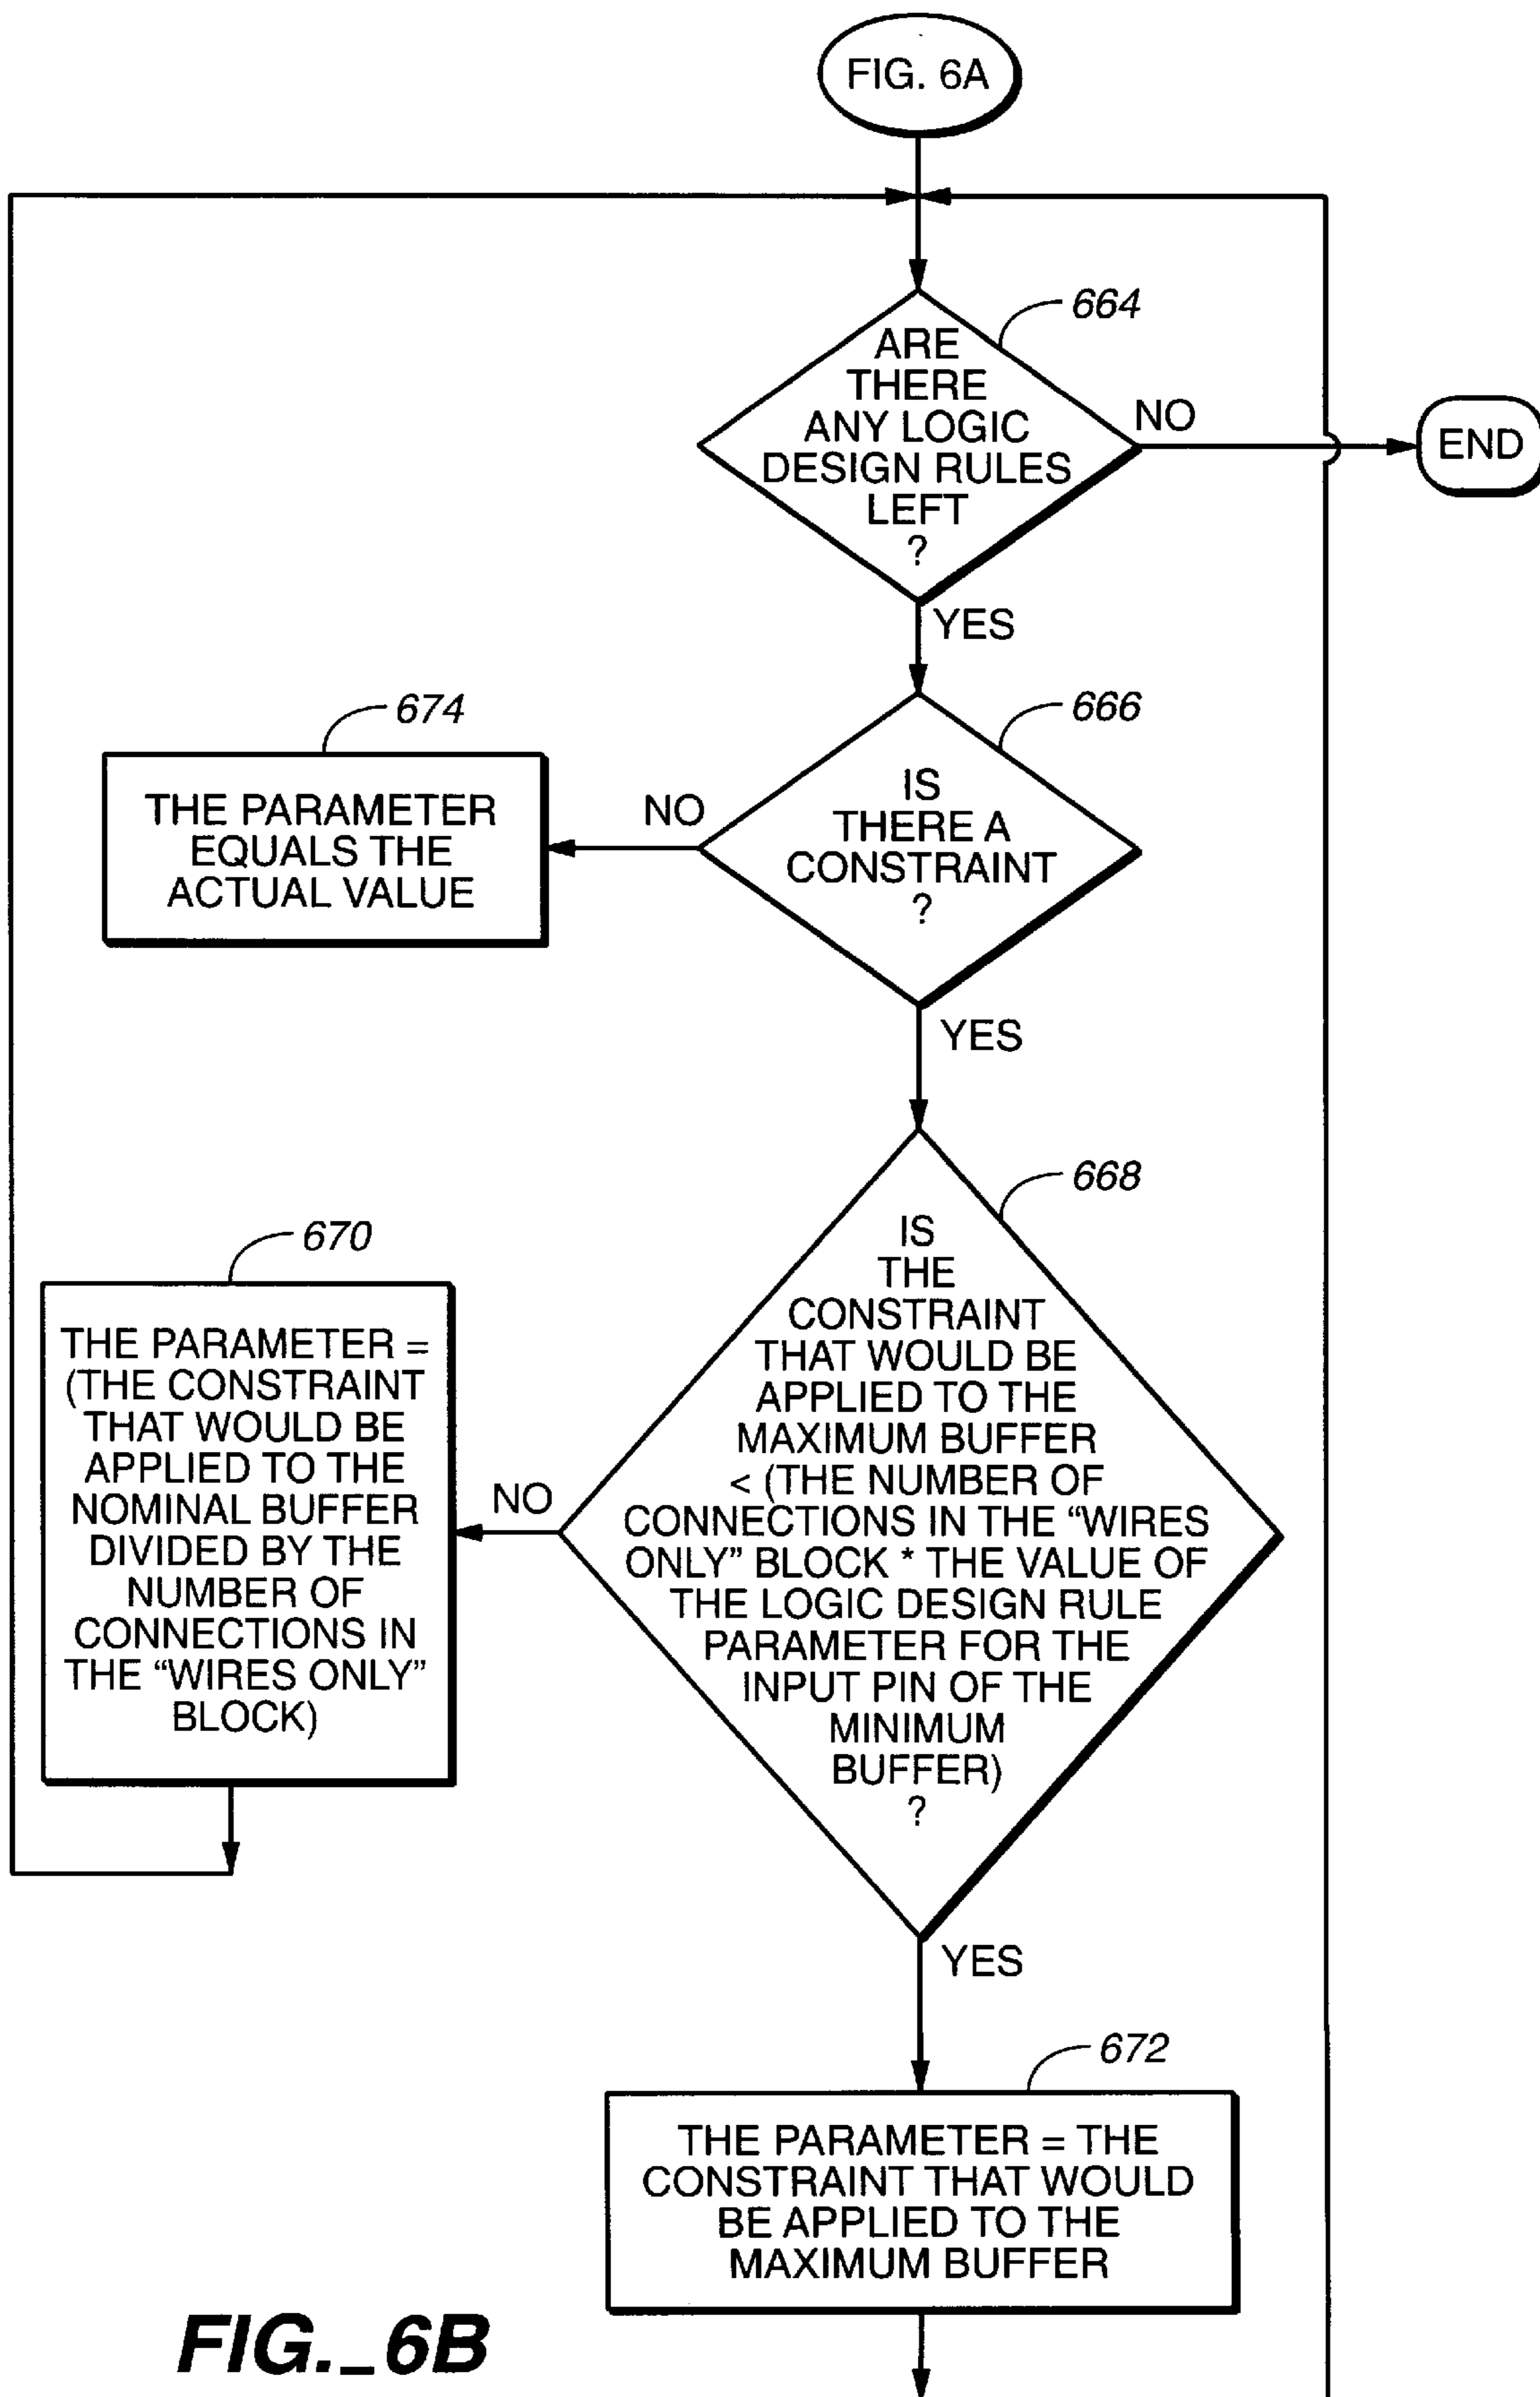 FIG. 6A
664
ARE
THERE
ANY LOGIC
DESIGN RULES
LEFT
?
NO
END
YES
674
THE PARAMETER
EQUALS THE
ACTUAL VALUE
NO
666
IS
THERE A
CONSTRAINT
?
YES
668
IS
THE
CONSTRAINT
THAT WOULD BE
APPLIED TO THE
MAXIMUM BUFFER
< (THE NUMBER OF
CONNECTIONS IN THE “WIRES
ONLY” BLOCK * THE VALUE OF
THE LOGIC DESIGN RULE
PARAMETER FOR THE
INPUT PIN OF THE
MINIMUM
BUFFER)
?
NO
670
THE PARAMETER =
(THE CONSTRAINT
THAT WOULD BE
APPLIED TO THE
NOMINAL BUFFER
DIVIDED BY THE
NUMBER OF
CONNECTIONS IN
THE “WIRES ONLY”
BLOCK)
YES
672
THE PARAMETER = THE
CONSTRAINT THAT WOULD
BE APPLIED TO THE
MAXIMUM BUFFER
FIG._6B